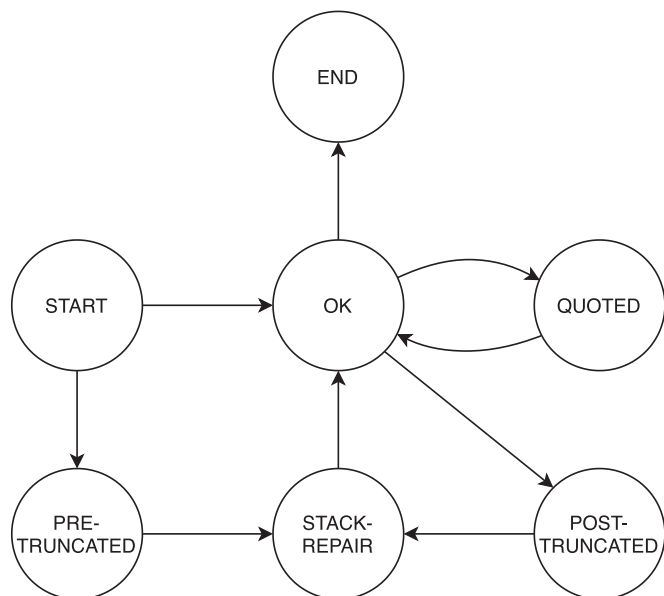 END
START
OK
QUOTED
PRE-
TRUNCATED
STACK-
REPAIR
POST-
TRUNCATED